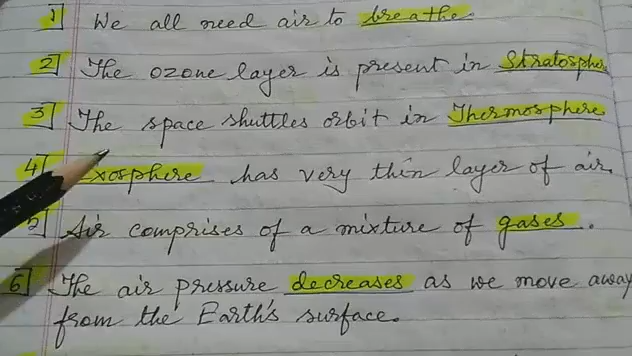 1] We all need air to breathe.
2] The ozone layer is present in Stratosphe
3] The space shuttles orbit in Thermosphere
4] xosphere has very thin layer of air.
5] Air comprises of a mixture of gases.
6] The air pressure decreases as we move away
from the Earth's surface.